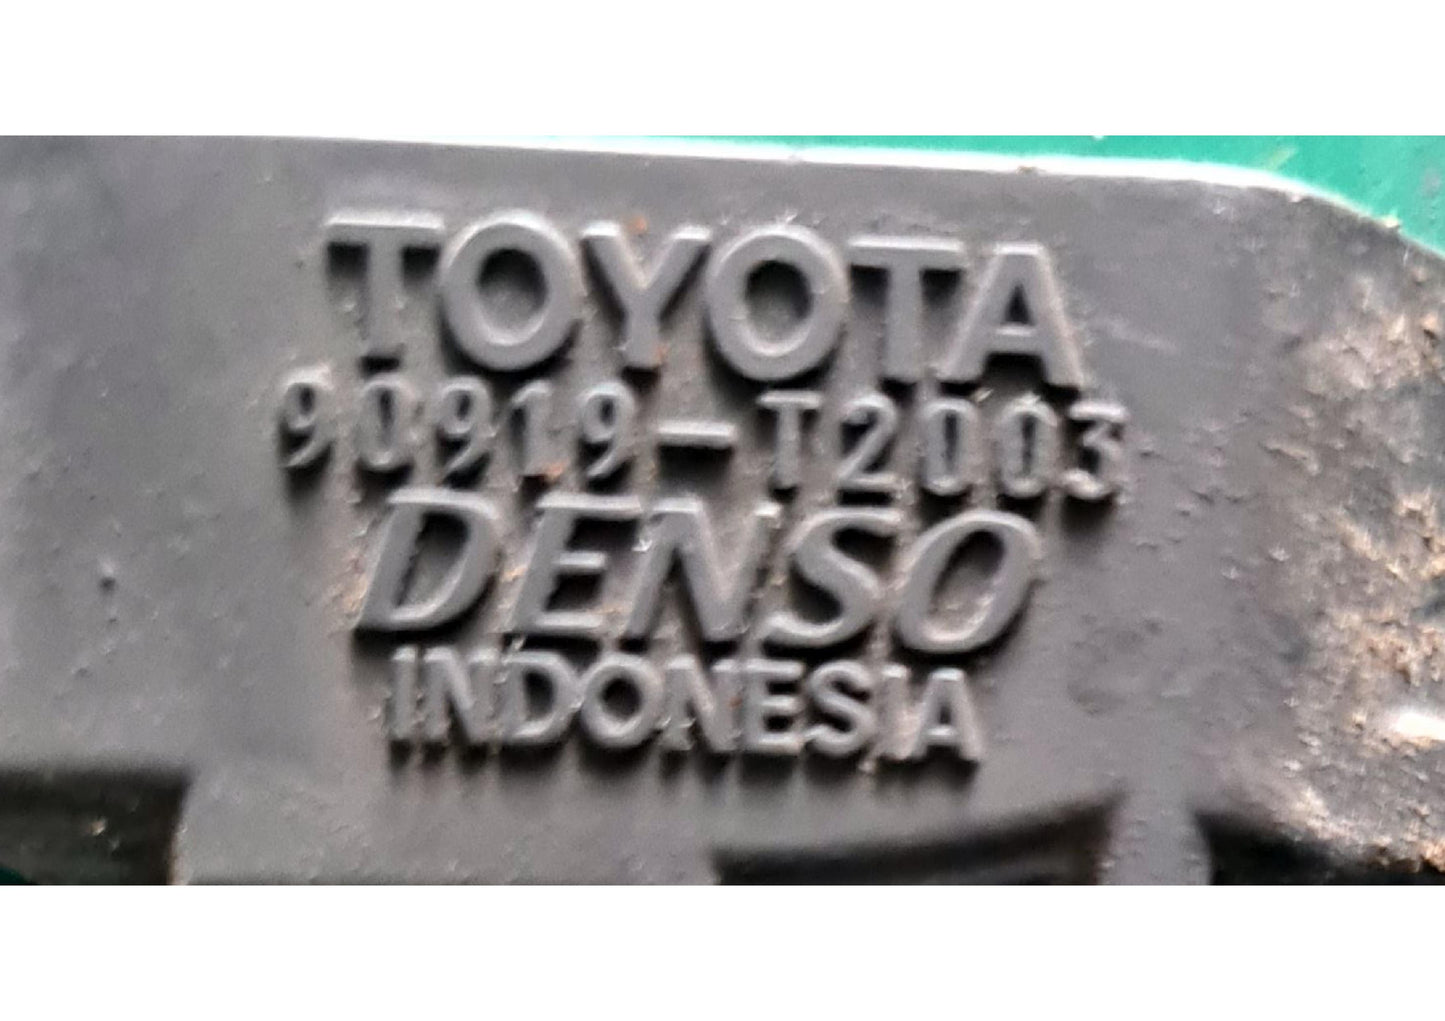 TOYOTA
90919-T2003
DENSO
INDONESIA